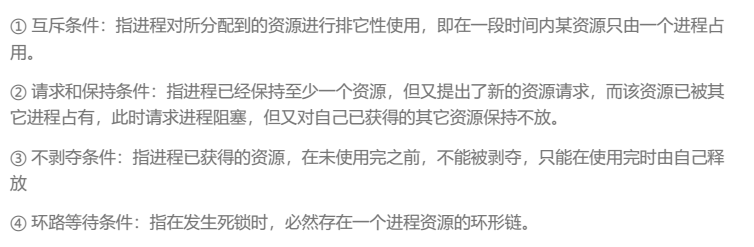 ① 互斥条件：指进程对所分配到的资源进行排它性使用，即在一段时间内某资源只由一个进程占
用。
② 请求和保持条件：指进程已经保持至少一个资源，但又提出了新的资源请求，而该资源已被其
它进程占有，此时请求进程阻塞，但又对自己已获得的其它资源保持不放。
③ 不剥夺条件：指进程已获得的资源，在未使用完之前，不能被剥夺，只能在使用完时由自己释
放
④ 环路等待条件：指在发生死锁时，必然存在一个进程资源的环形链。